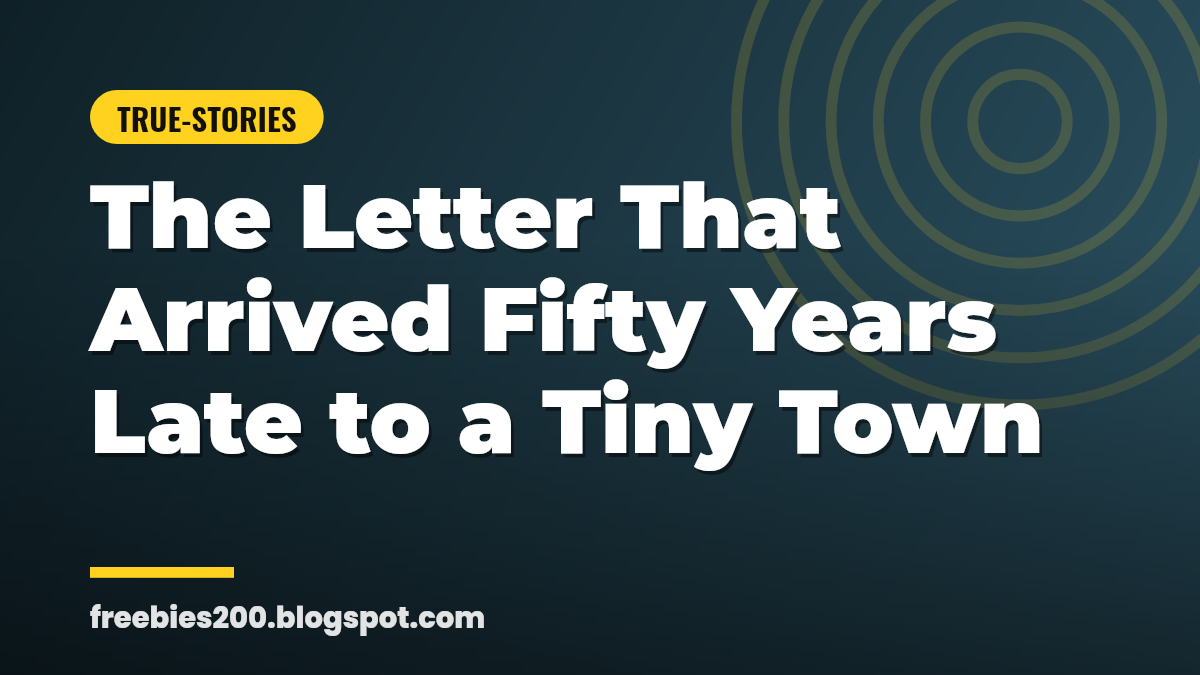 TRUE-STORIES
The Letter That
Arrived Fifty Years
Late to a Tiny Town
freebies200.blogspot.com